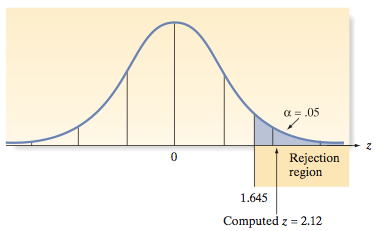 α = .05
z
0
Rejection
region
1.645
Computed z = 2.12